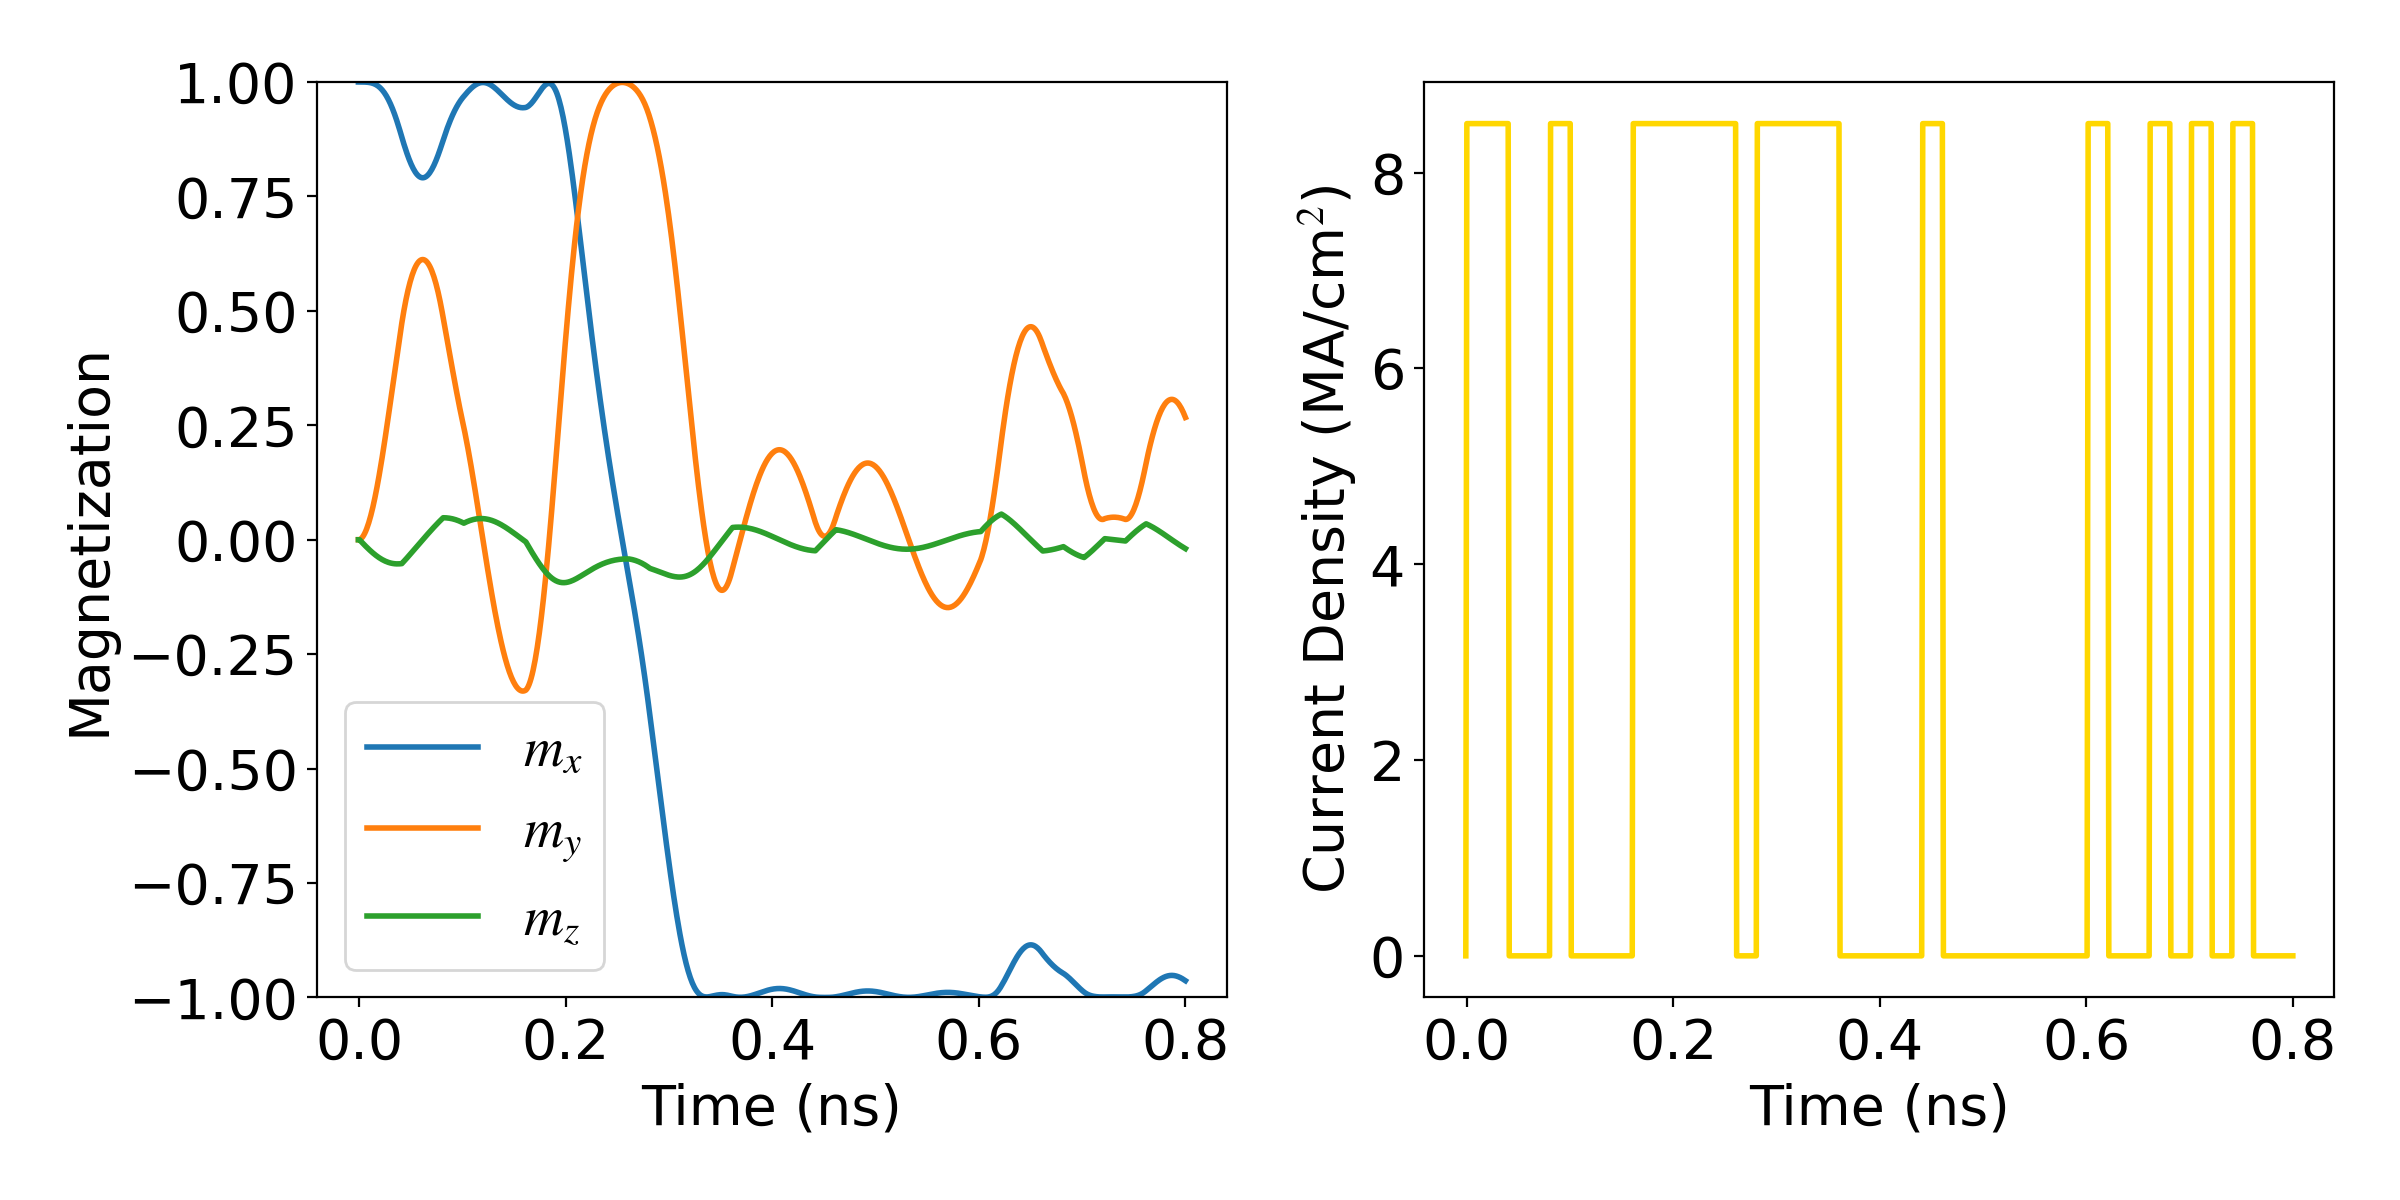 Magnetization
1.00
0.75
0.50
0.25
0.00
−0.25
−0.50
−0.75
−1.00
m_x
m_y
m_z
0.0 0.2 0.4 0.6 0.8
Time (ns)
Current Density (MA/cm²)
8
6
4
2
0
0.0 0.2 0.4 0.6 0.8
Time (ns)